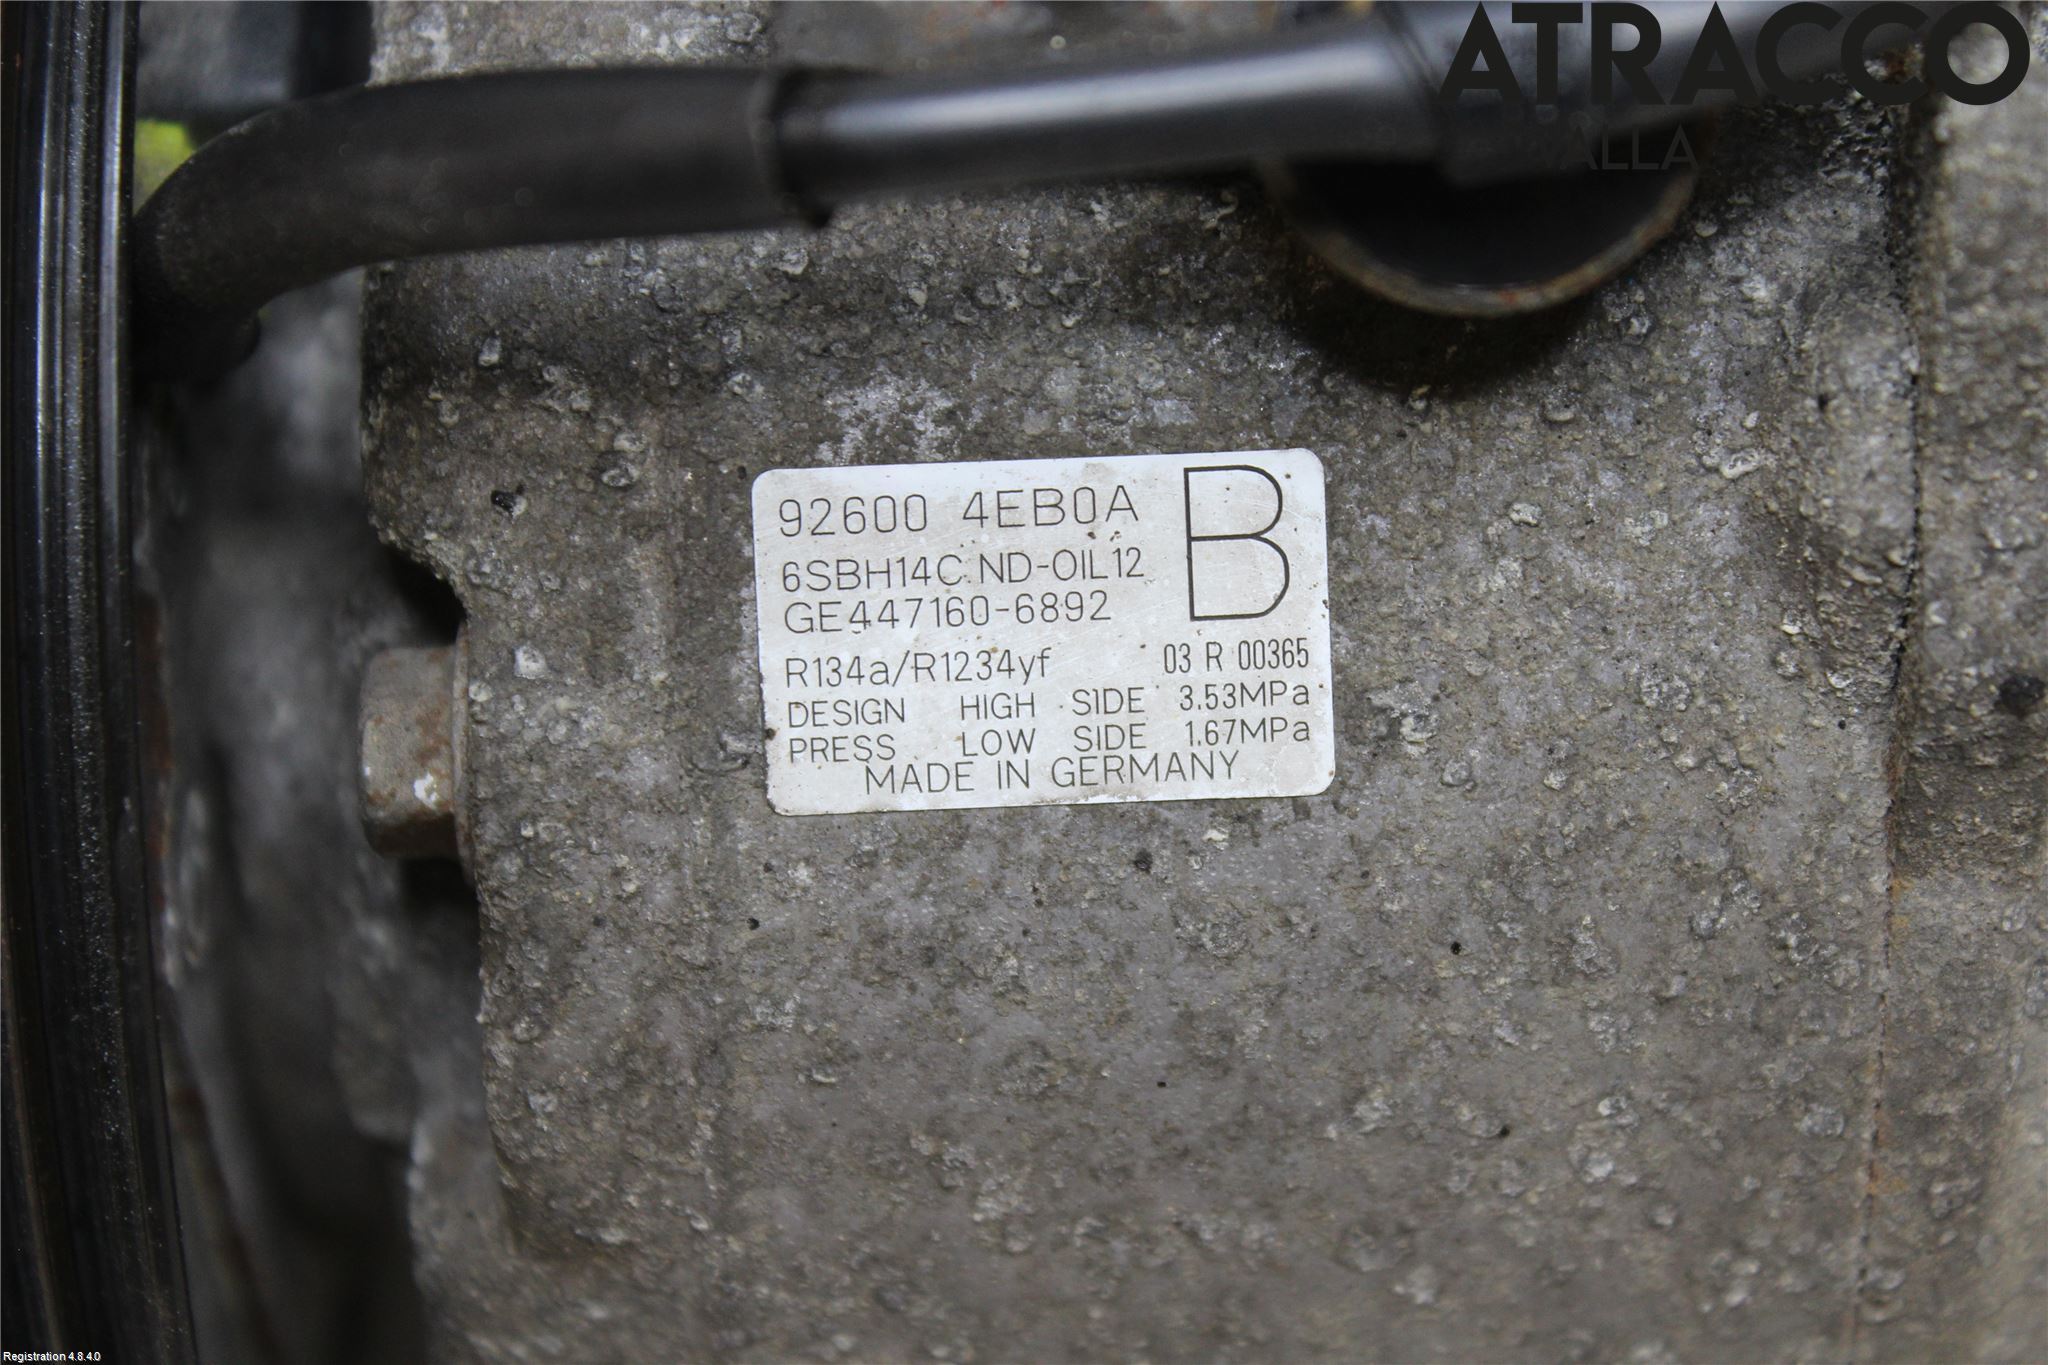 ATRACCO
WALLA
92600 4EB0A
B
6SBH14C ND-OIL12
GE447160-6892
R134a/R1234yf 03 R 00365
DESIGN HIGH SIDE 3.53MPa
PRESS LOW SIDE 1.67MPa
MADE IN GERMANY
Registration 4.8.4.0